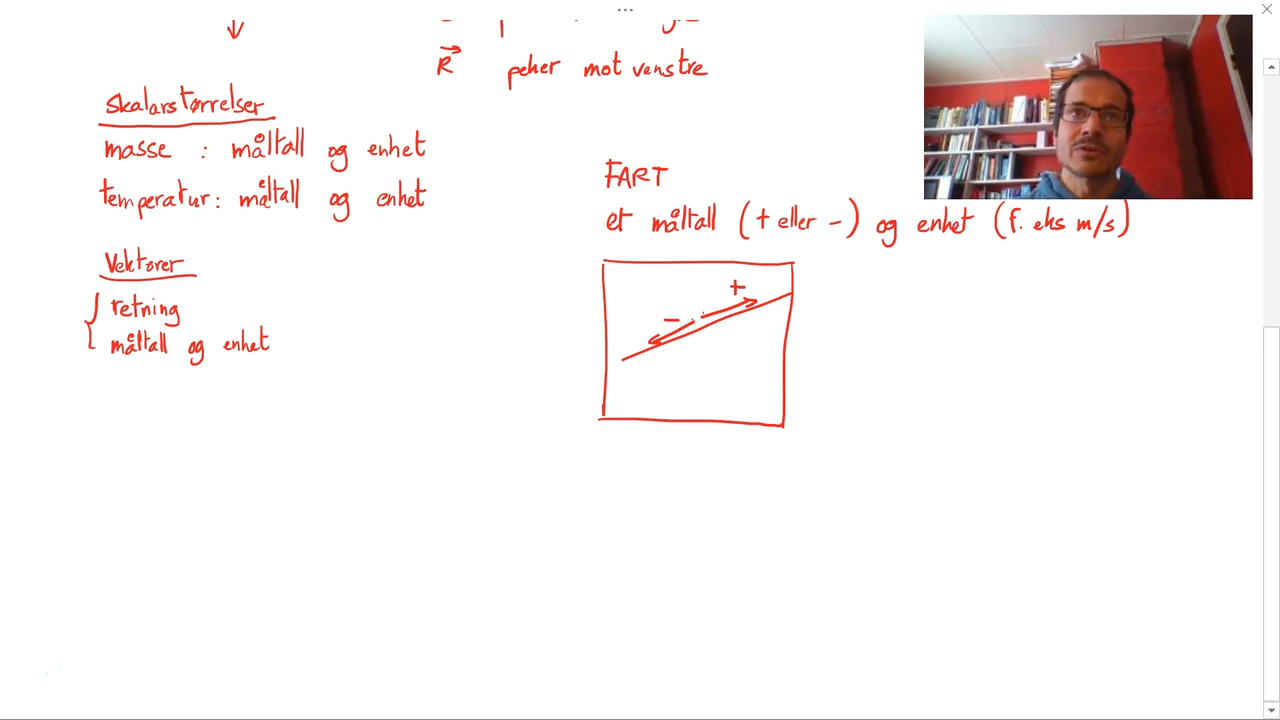 R peker mot venstre
Skalarstørrelser
masse : måltall og enhet
temperatur: måltall og enhet
Vektorer
retning
måltall og enhet
FART
et måltall (+ eller -) og enhet (f. eks m/s)
+
-